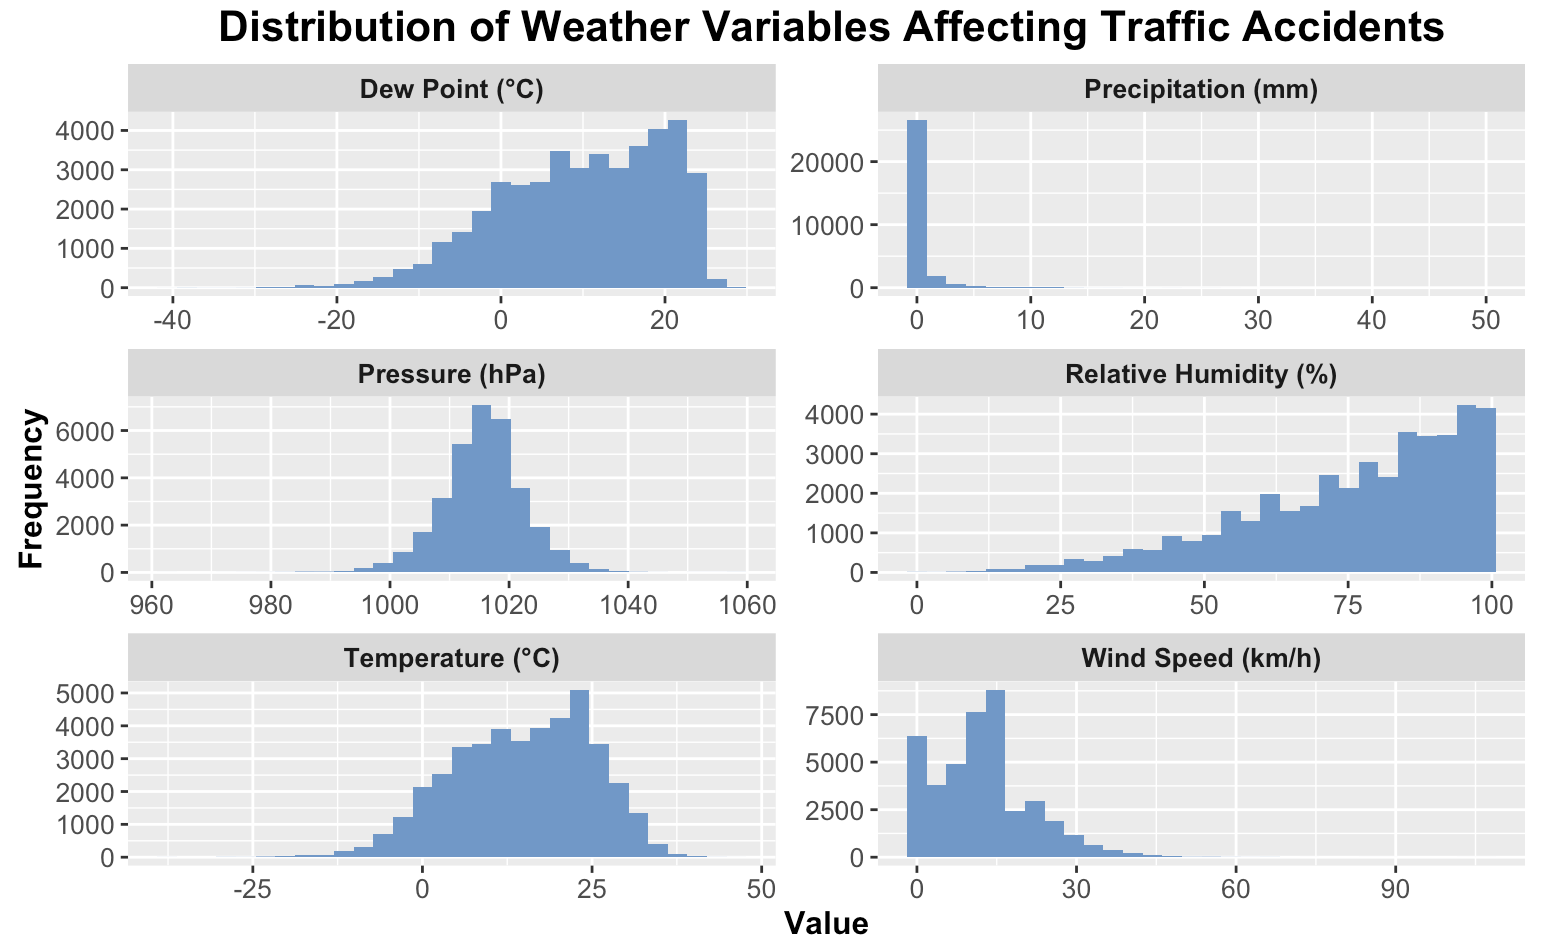 Distribution of Weather Variables Affecting Traffic Accidents
Dew Point (°C)
4000
3000
2000
1000
0
-40 -20 0 20
Precipitation (mm)
20000
10000
0
0 10 20 30 40 50
Pressure (hPa)
6000
4000
2000
0
960 980 1000 1020 1040 1060
Relative Humidity (%)
4000
3000
2000
1000
0
0 25 50 75 100
Temperature (°C)
5000
4000
3000
2000
1000
0
-25 0 25 50
Wind Speed (km/h)
7500
5000
2500
0
0 30 60 90
Frequency
Value